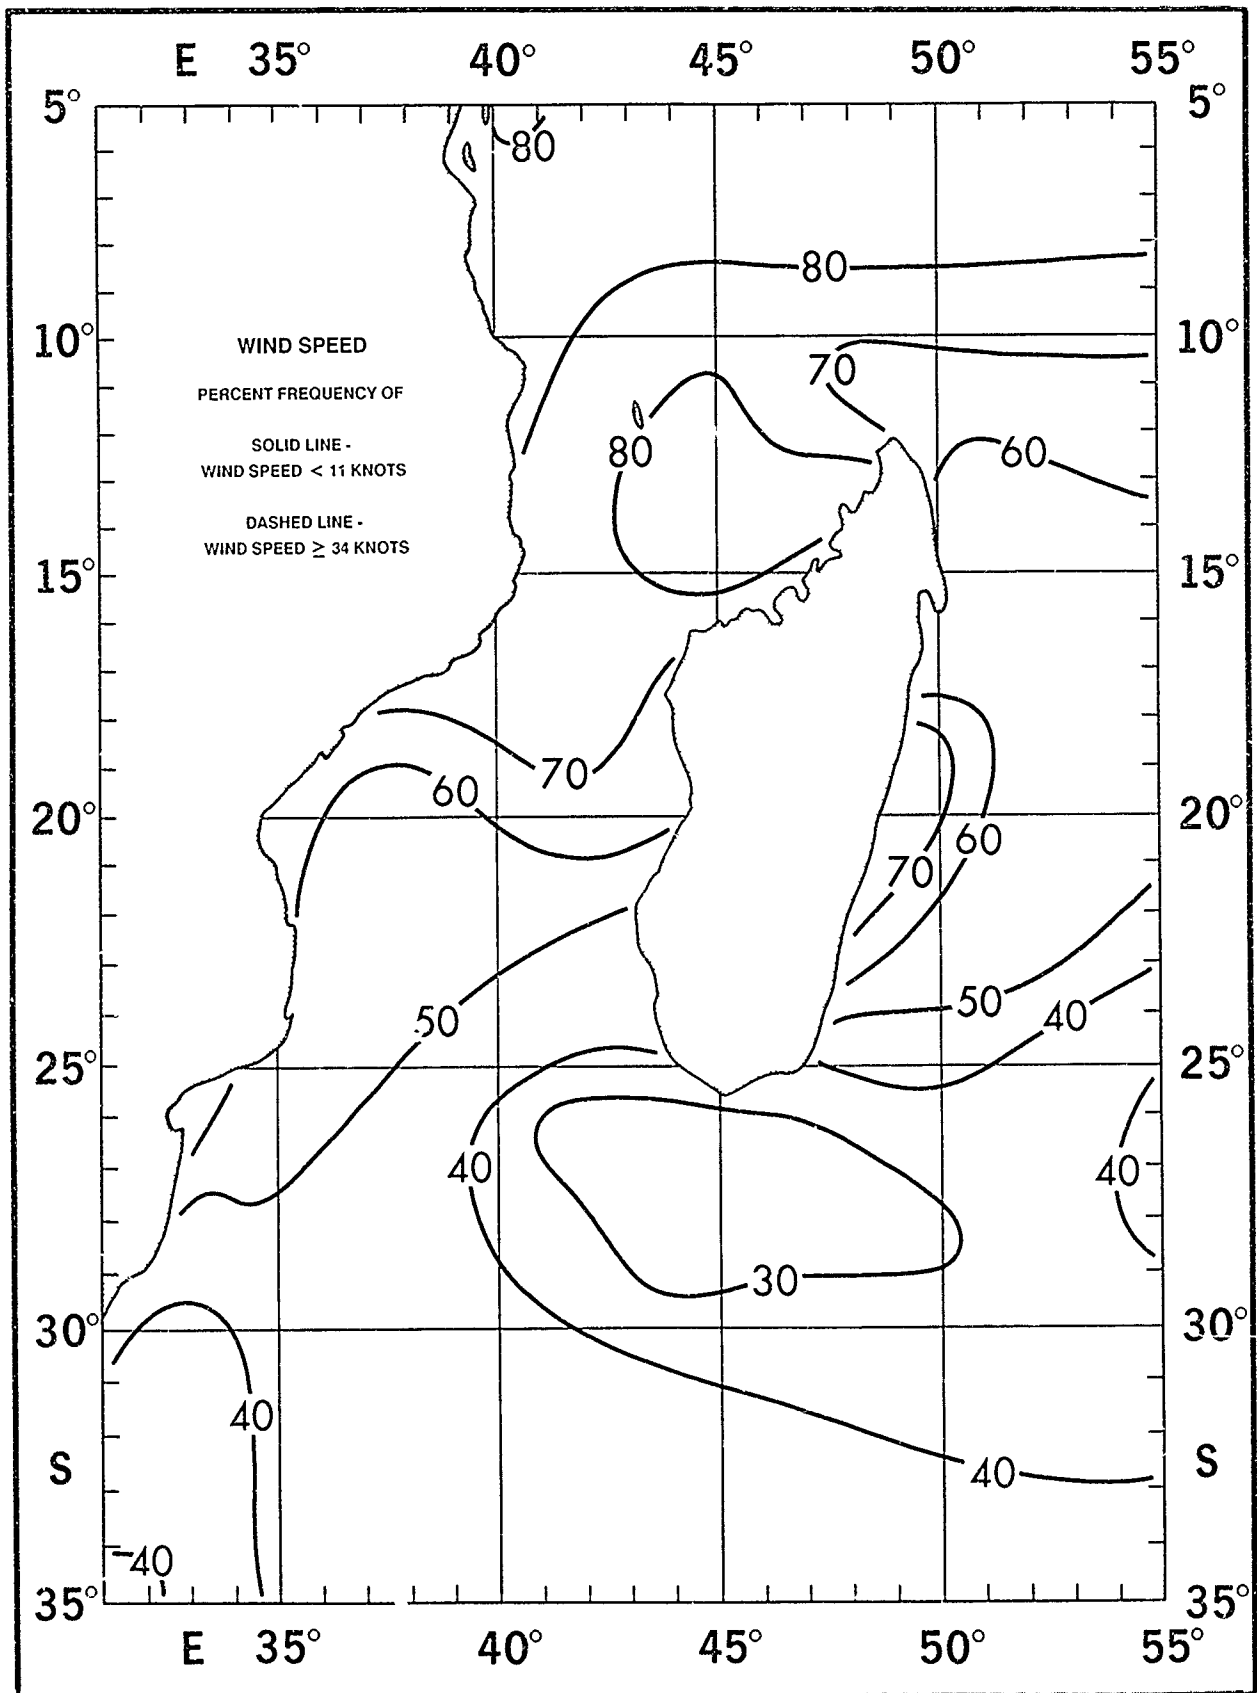 E 35° 40° 45° 50° 55°
5° 5°
80
80
10° 10°
WIND SPEED
70
PERCENT FREQUENCY OF
SOLID LINE -
80 60
WIND SPEED < 11 KNOTS
DASHED LINE -
WIND SPEED ≥ 34 KNOTS
15° 15°
70
60
20° 20°
60
70
50
50 40
25° 25°
40 40
30
30° 30°
40
S 40 S
40
35° 35°
E 35° 40° 45° 50° 55°